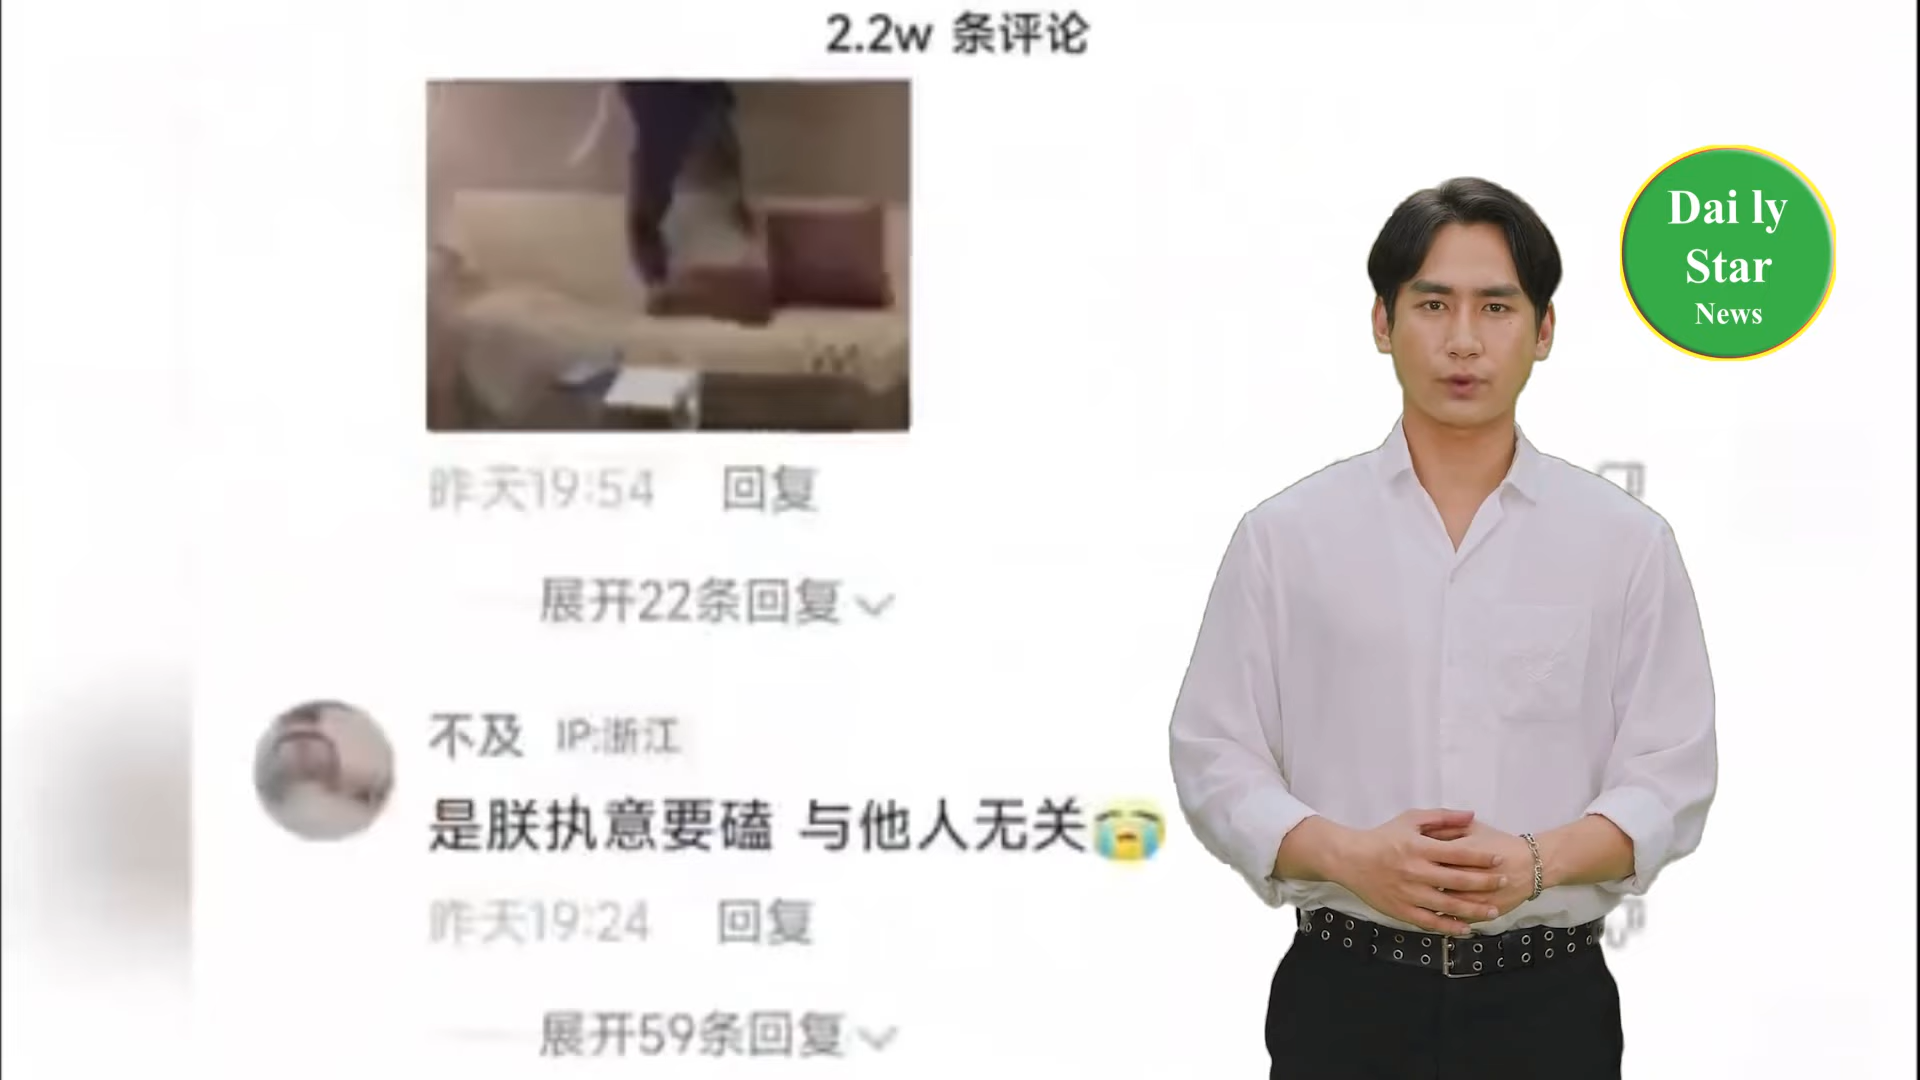 2.2w 条评论
昨天19:54 回复
展开22条回复
不及 IP:浙江
是朕执意要磕 与他人无关😭
昨天19:24 回复
展开59条回复
Dai ly
Star
News